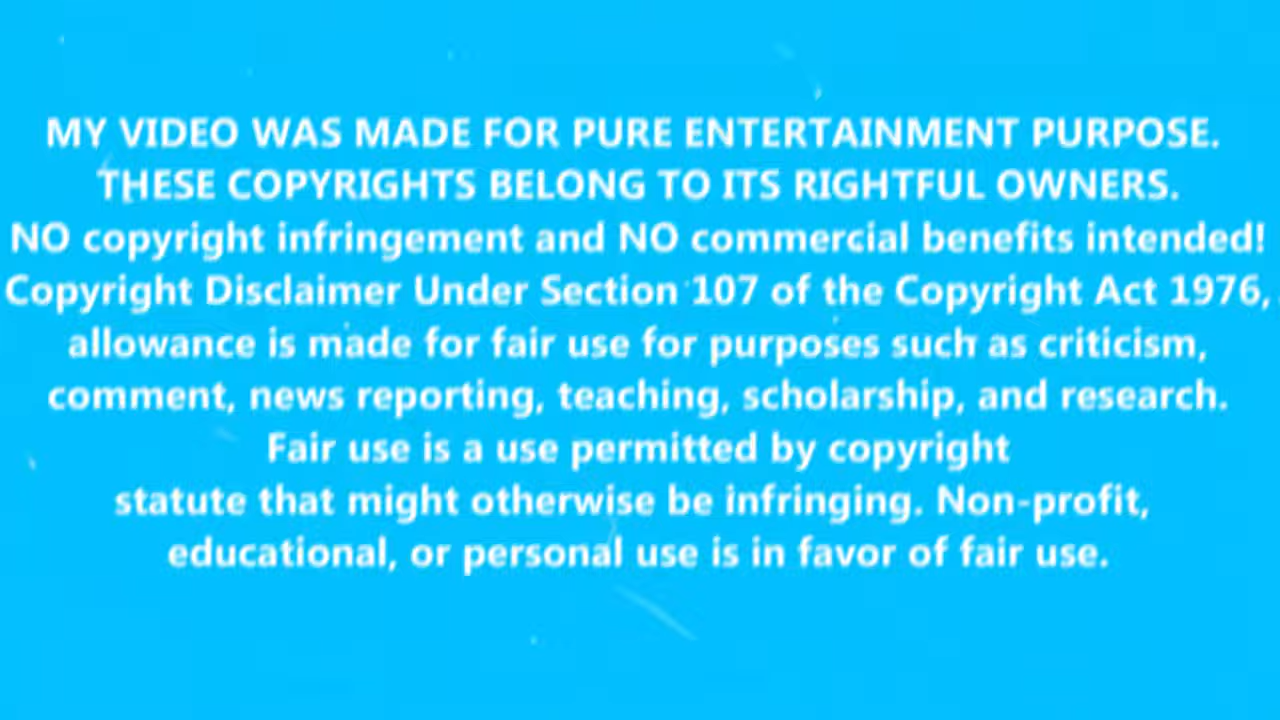 MY VIDEO WAS MADE FOR PURE ENTERTAINMENT PURPOSE.
THESE COPYRIGHTS BELONG TO ITS RIGHTFUL OWNERS.
NO copyright infringement and NO commercial benefits intended!
Copyright Disclaimer Under Section 107 of the Copyright Act 1976,
allowance is made for fair use for purposes such as criticism,
comment, news reporting, teaching, scholarship, and research.
Fair use is a use permitted by copyright
statute that might otherwise be infringing. Non-profit,
educational, or personal use is in favor of fair use.